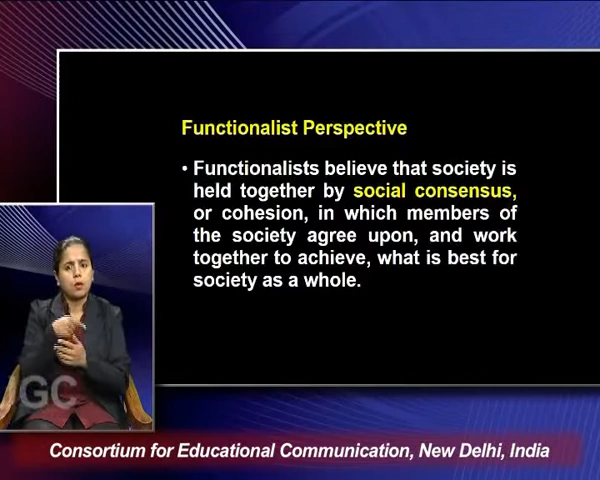 Functionalist Perspective
• Functionalists believe that society is
held together by social consensus,
or cohesion, in which members of
the society agree upon, and work
together to achieve, what is best for
society as a whole.
GC
Consortium for Educational Communication, New Delhi, India